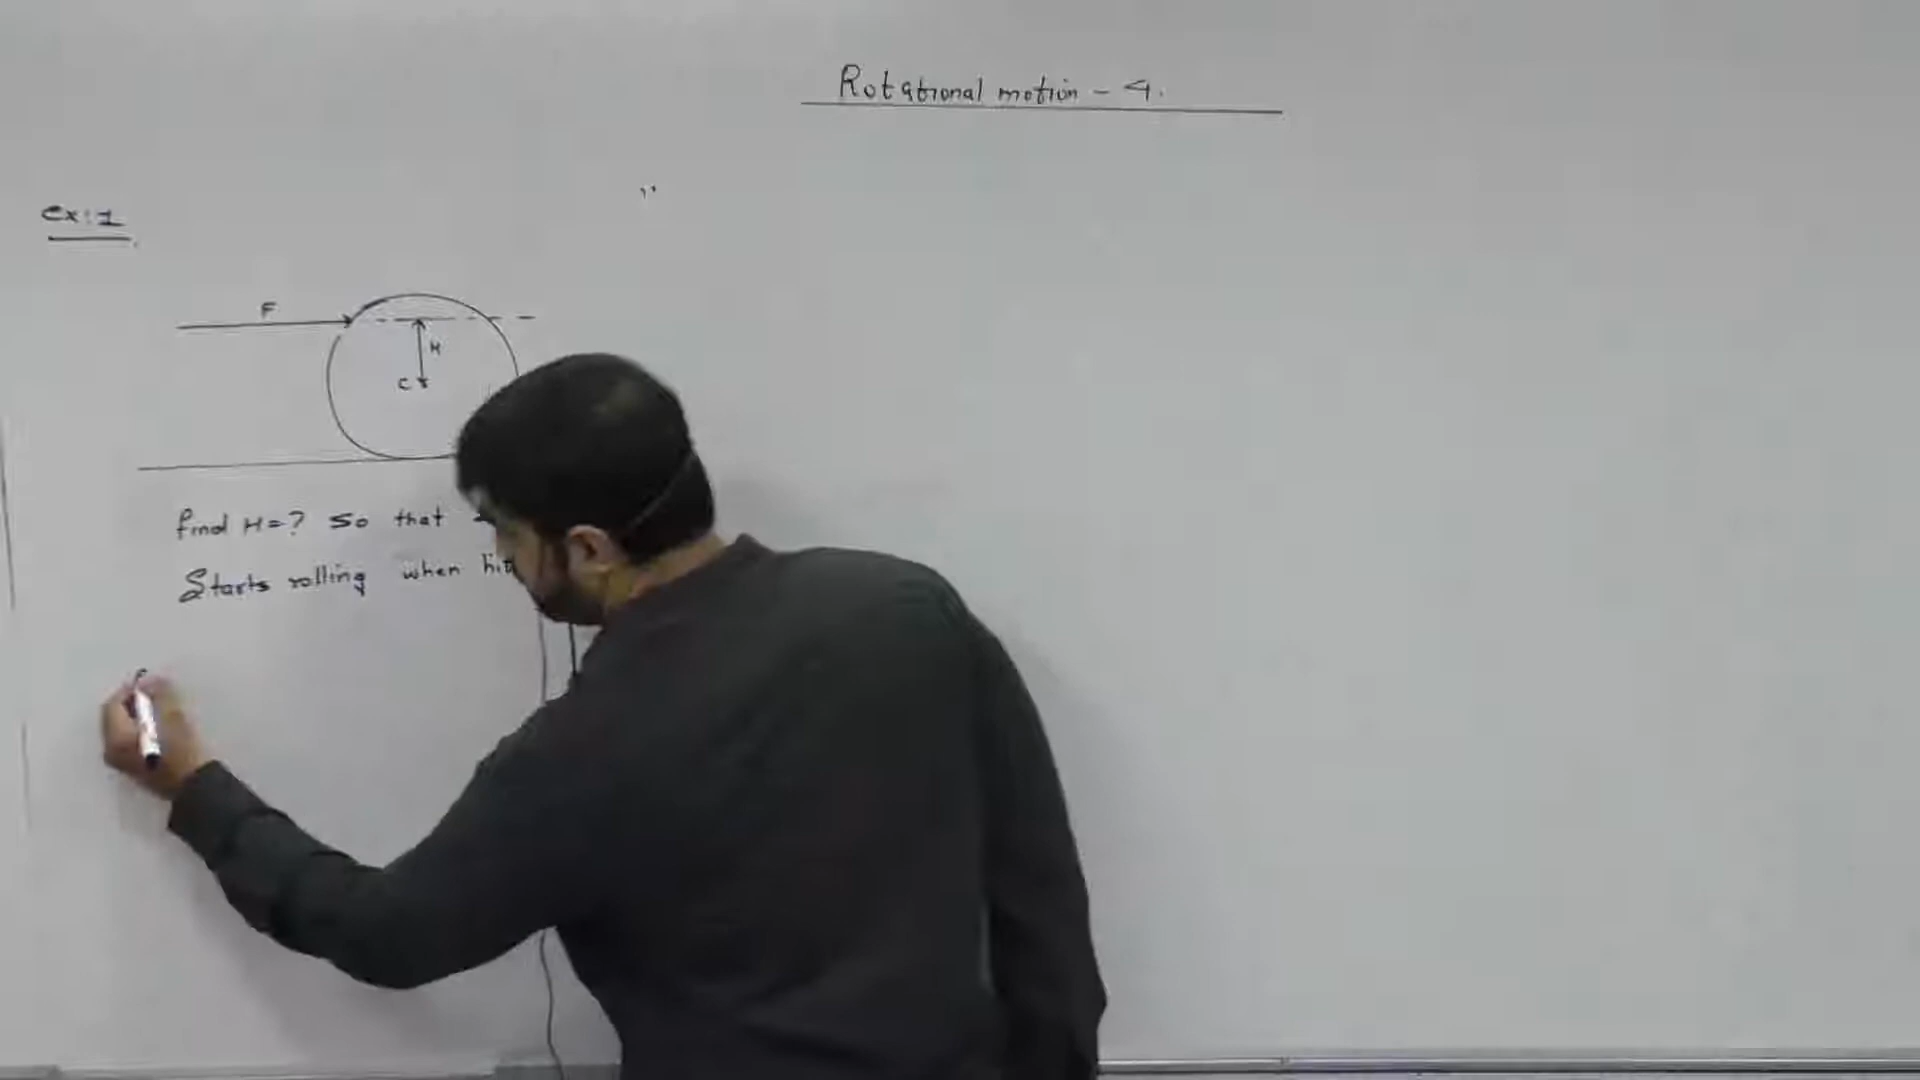 Rotational motion - 4.
ex:1
F
H
C
find H=? so that
Starts rolling when hit